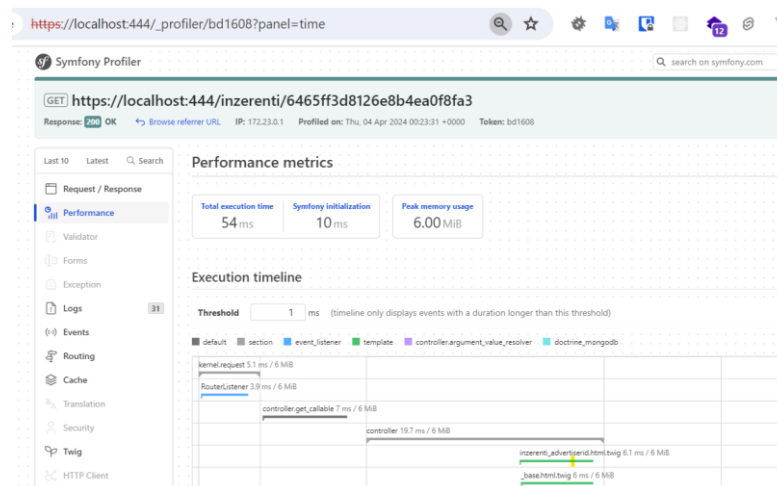 https://localhost:444/_profiler/bd1608?panel=time
12
sf Symfony Profiler
search on symfony.com
GET https://localhost:444/inzerenti/6465ff3d8126e8b4ea0f8fa3
Response: 200 OK Browse referrer URL IP: 172.23.0.1 Profiled on: Thu, 04 Apr 2024 00:23:31 +0000 Token: bd1608
Last 10 Latest Search
Request / Response
Performance
Validator
Forms
Exception
Logs 31
Events
Routing
Cache
Translation
Security
Twig
HTTP Client
Performance metrics
Total execution time
54 ms
Symfony initialization
10 ms
Peak memory usage
6.00 MiB
Execution timeline
Threshold 1 ms (timeline only displays events with a duration longer than this threshold)
default section event_listener template controller.argument_value_resolver doctrine_mongodb
kernel.request 5.1 ms / 6 MiB
RouterListener 3.9 ms / 6 MiB
controller.get_callable 7 ms / 6 MiB
controller 19.7 ms / 6 MiB
inzerenti_advertiserid.html.twig 6.1 ms / 6 MiB
_base.html.twig 6 ms / 6 MiB